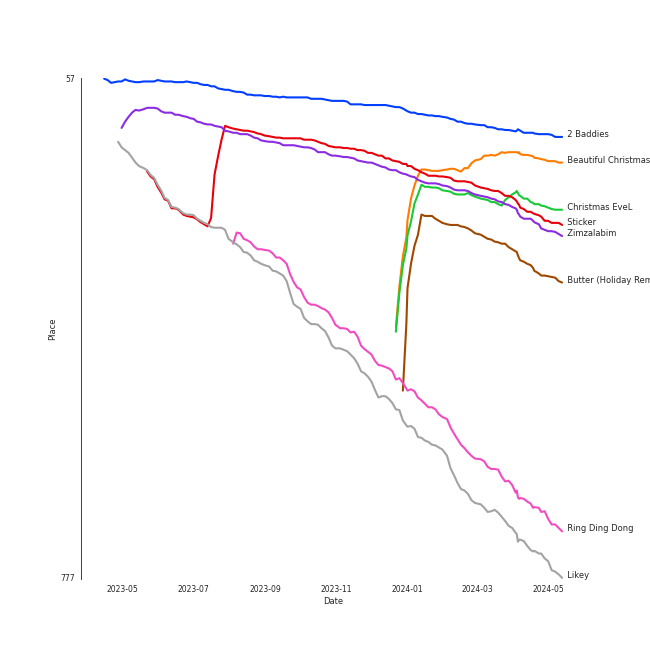 57
2 Baddies
Beautiful Christmas
Christmas EveL
Sticker
Zimzalabim
Butter (Holiday Rem
Place
Ring Ding Dong
Likey
777
2023-05 2023-07 2023-09 2023-11 2024-01 2024-03 2024-05
Date